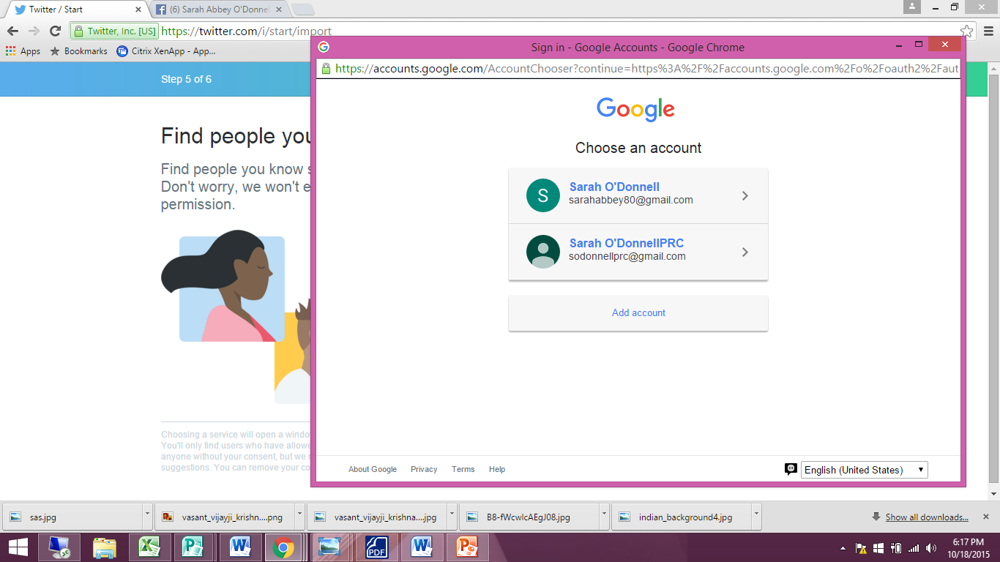 Twitter / Start
(6) Sarah Abbey O'Donnel
Twitter, Inc. [US] https://twitter.com/i/start/import
Apps Bookmarks Citrix XenApp - App...
Step 5 of 6
Find people you
Find people you know
Don't worry, we won't e
permission.
Choosing a service will open a windo
You'll only find users who have allowe
anyone without your consent, but we
suggestions. You can remove your co
Sign in - Google Accounts - Google Chrome
https://accounts.google.com/AccountChooser?continue=https%3A%2F%2Faccounts.google.com%2Fo%2Foauth2%2Faut
Google
Choose an account
S
Sarah O'Donnell
sarahabbey80@gmail.com
Sarah O'DonnellPRC
sodonnellprc@gmail.com
Add account
About Google Privacy Terms Help
English (United States)
sas.jpg
vasant_vijayji_krishn....png
vasant_vijayji_krishna....jpg
B8-fWcwIcAEgJ08.jpg
indian_background4.jpg
Show all downloads...
PDF
6:17 PM
10/18/2015